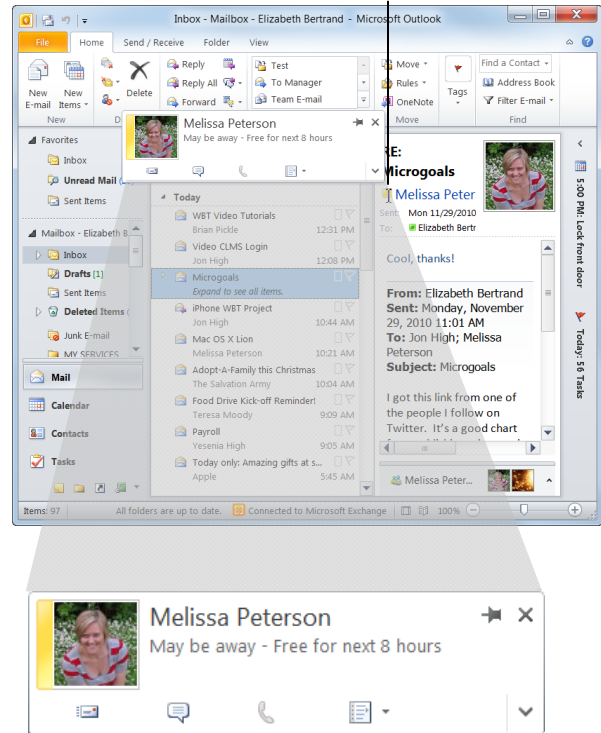 Inbox - Mailbox - Elizabeth Bertrand - Microsoft Outlook
File Home Send / Receive Folder View
New E-mail
New Items
Delete
Reply
Reply All
Forward
Test
To Manager
Team E-mail
Move
Rules
OneNote
Tags
Find a Contact
Address Book
Filter E-mail
New
Move
Find
Melissa Peterson
May be away - Free for next 8 hours
Favorites
Inbox
Unread Mail
Sent Items
Mailbox - Elizabeth B
Inbox
Drafts [1]
Sent Items
Deleted Items
Junk E-mail
MY SERVICES
Mail
Calendar
Contacts
Tasks
Today
WBT Video Tutorials
Brian Pickle 12:31 PM
Video CLMS Login
Jon High 12:08 PM
Microgoals
Expand to see all items.
iPhone WBT Project
Jon High 10:44 AM
Mac OS X Lion
Melissa Peterson 10:21 AM
Adopt-A-Family this Christmas
The Salvation Army 10:04 AM
Food Drive Kick-off Reminder!
Teresa Moody 9:09 AM
Payroll
Yesenia High 9:05 AM
Today only: Amazing gifts at s...
Apple 5:45 AM
RE:
Microgoals
Melissa Peter
Sent: Mon 11/29/2010
To: Elizabeth Bertr
Cool, thanks!
From: Elizabeth Bertrand
Sent: Monday, November
29, 2010 11:01 AM
To: Jon High; Melissa
Peterson
Subject: Microgoals
I got this link from one of
the people I follow on
Twitter. It's a good chart
Melissa Peter...
5:00 PM: Lock front door
Today: 56 Tasks
Items: 97 All folders are up to date. Connected to Microsoft Exchange 100%
Melissa Peterson
May be away - Free for next 8 hours